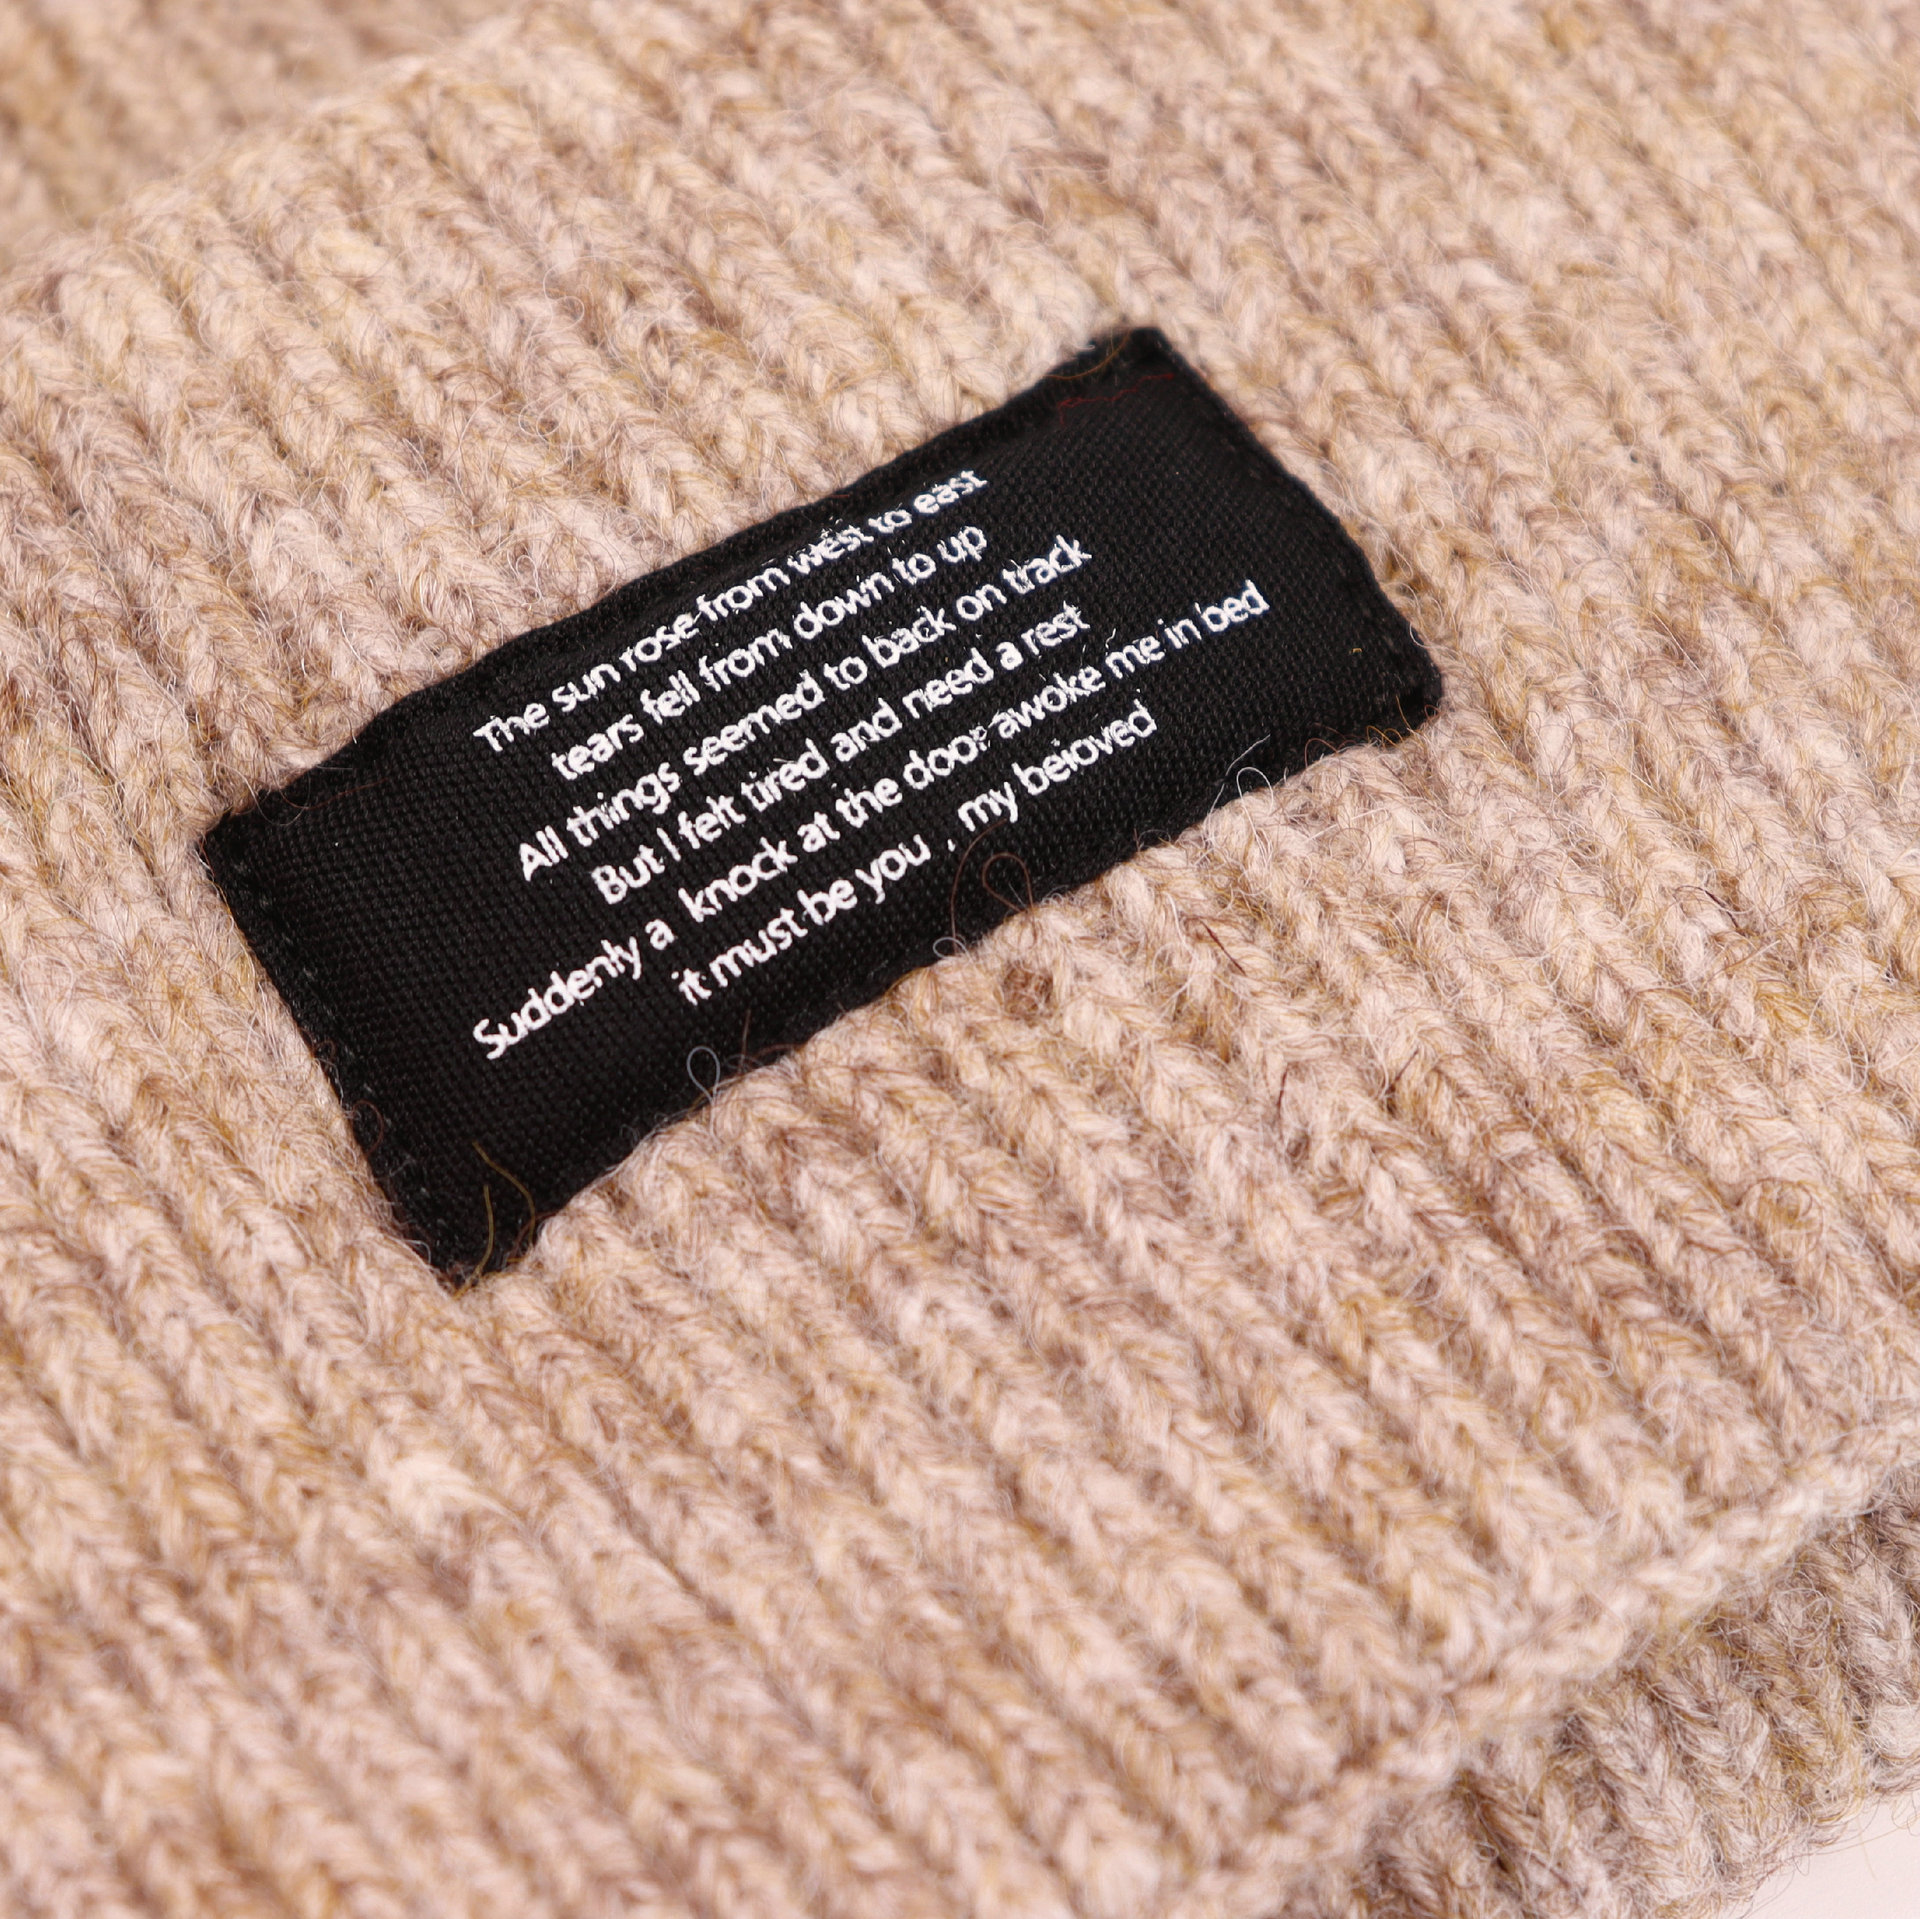 The sun rose from west to east
tears fell from down to up
All things seemed to back on track
But I felt tired and need a rest
Suddenly a knock at the door awoke me in bed
it must be you , my beloved